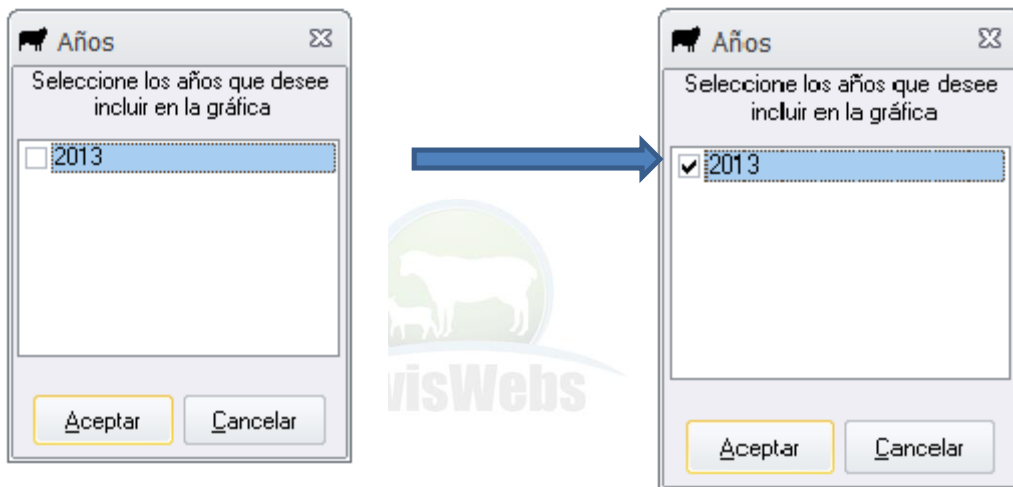 Años
Seleccione los años que desee
incluir en la gráfica
2013
Aceptar
Cancelar
Años
Seleccione los años que desee
incluir en la gráfica
2013
Aceptar
Cancelar
visWebs